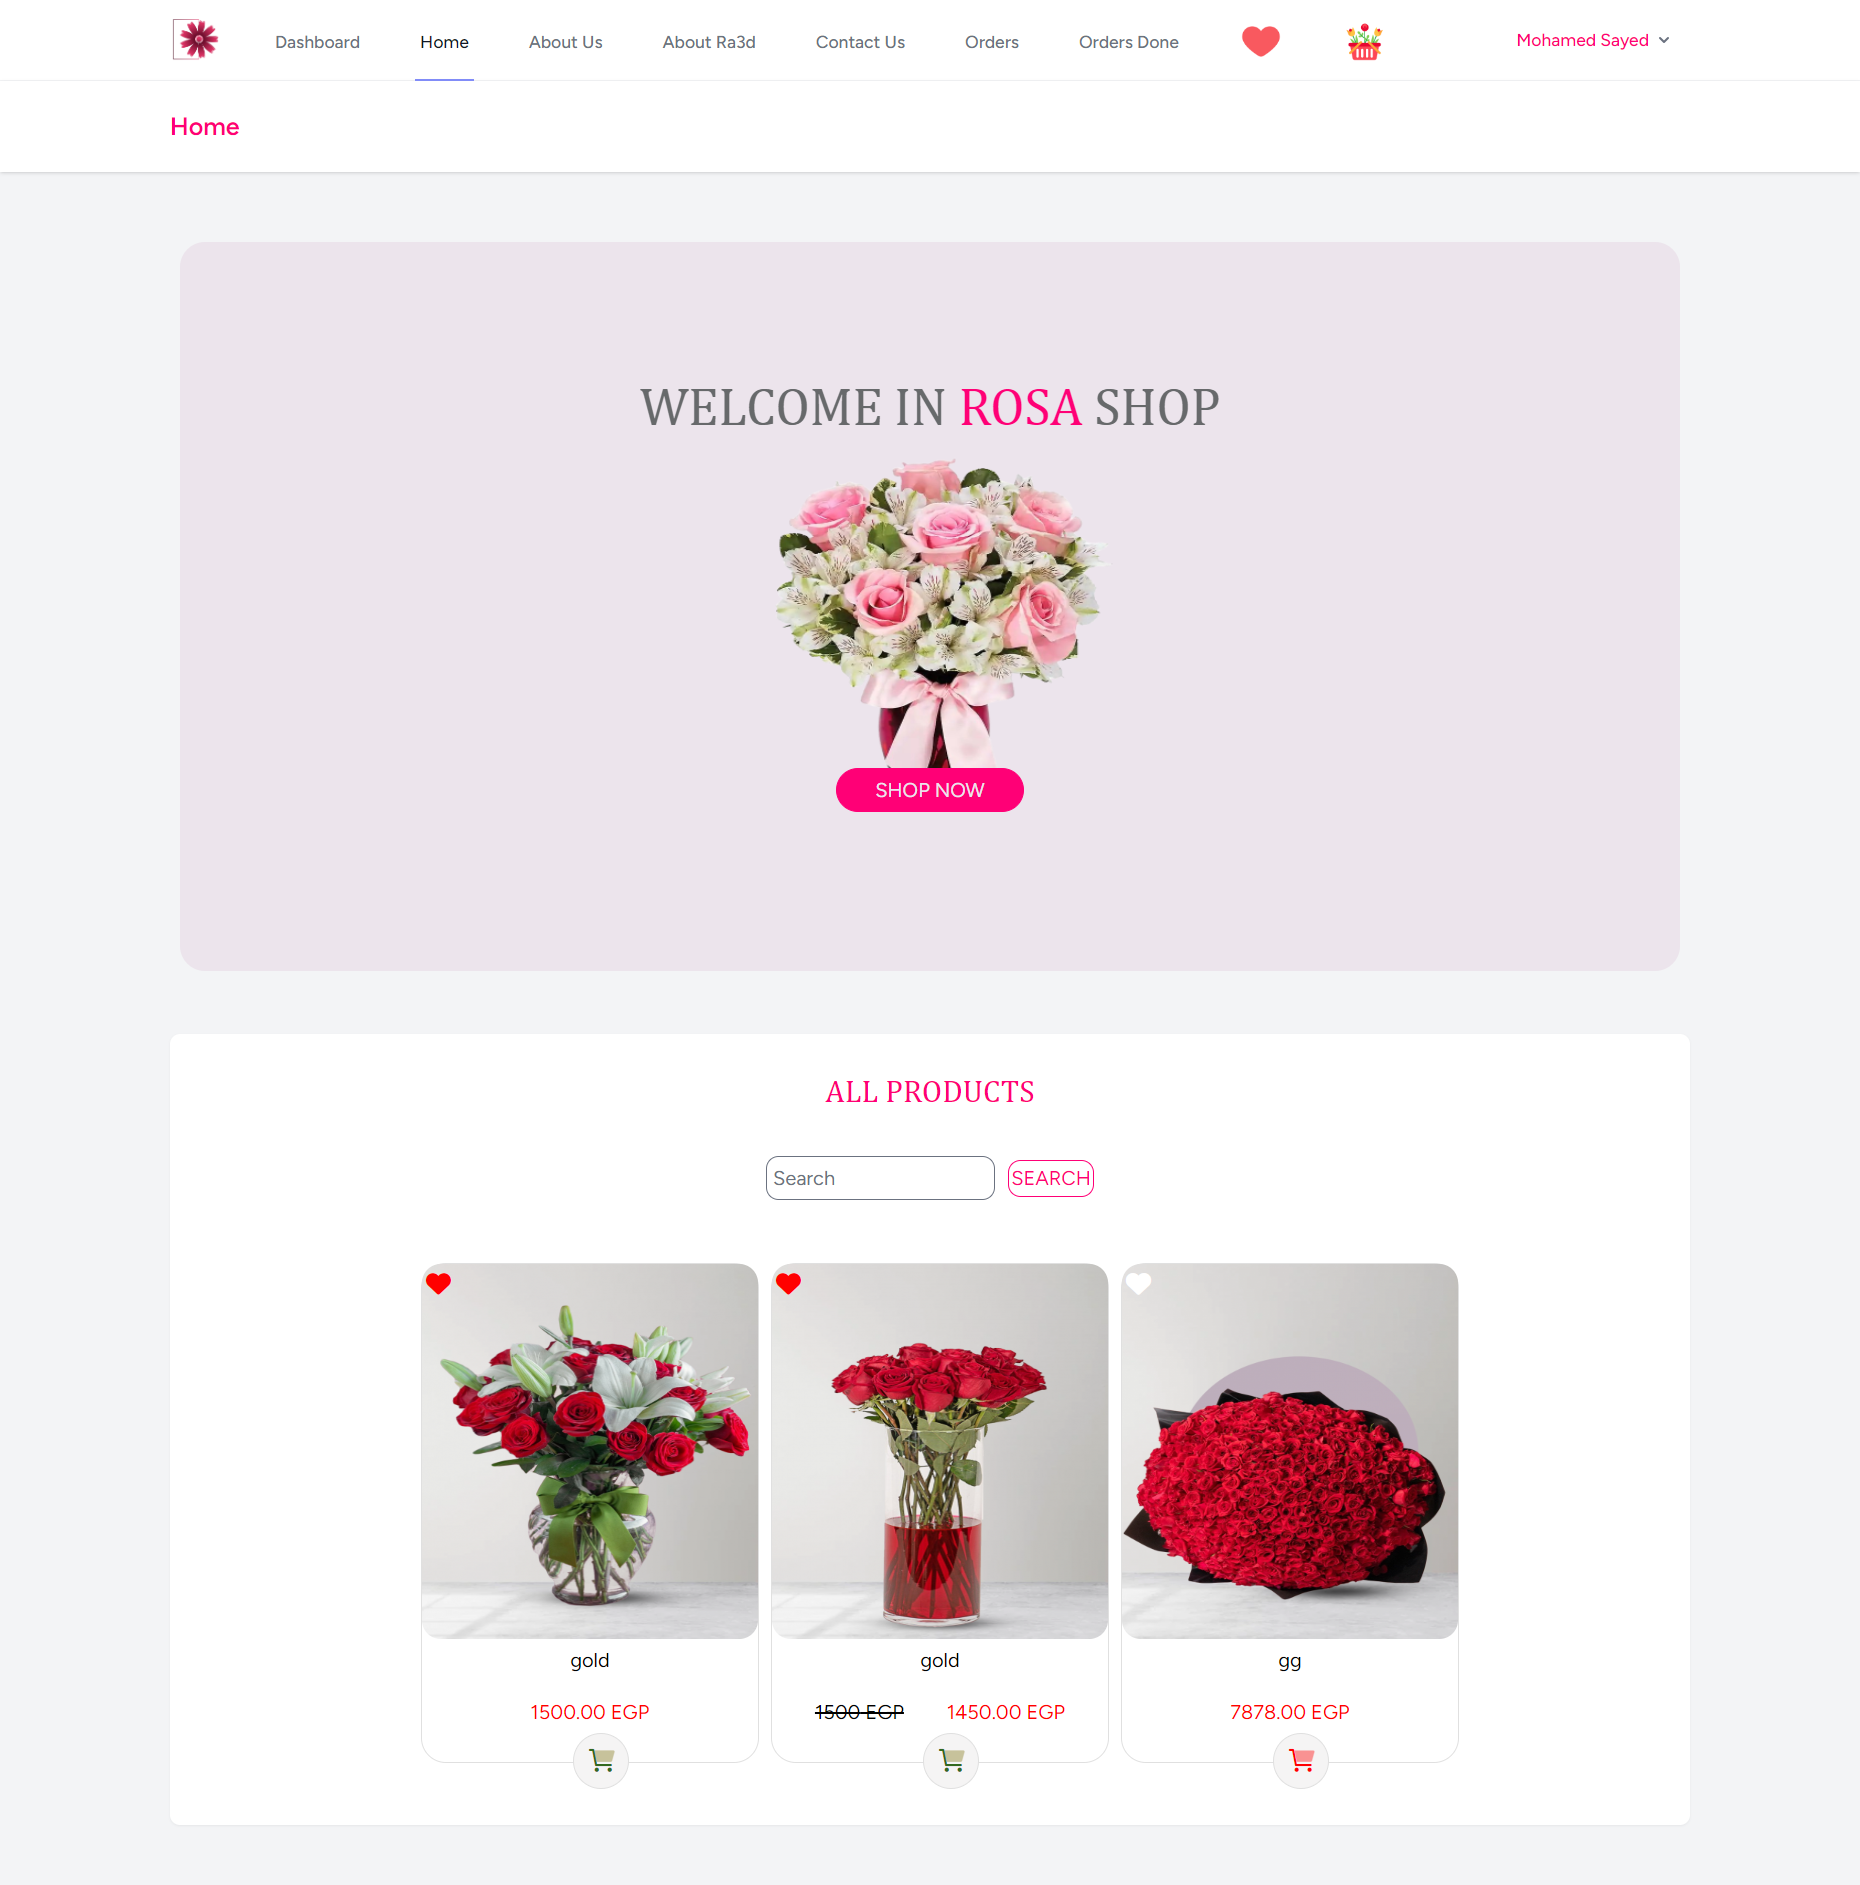 Dashboard
Home
About Us
About Ra3d
Contact Us
Orders
Orders Done
Mohamed Sayed
Home
WELCOME IN ROSA SHOP
SHOP NOW
ALL PRODUCTS
Search
SEARCH
gold
1500.00 EGP
gold
1500 EGP 1450.00 EGP
gg
7878.00 EGP